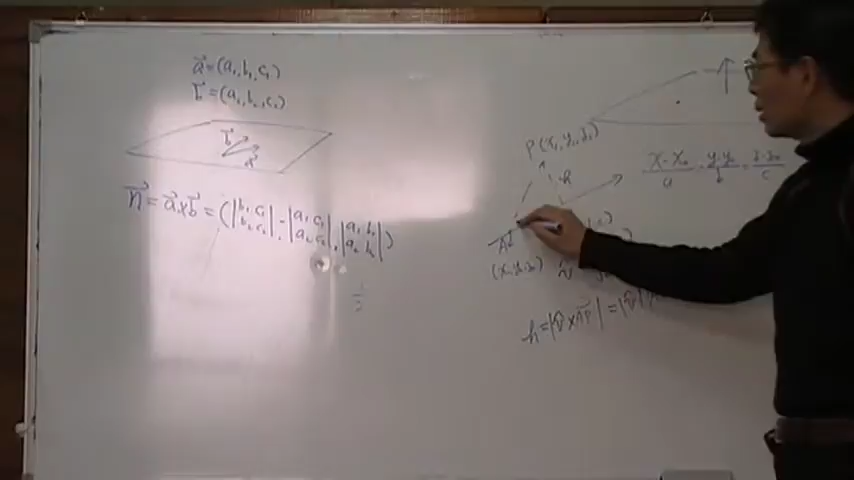 a⃗=(a₁,b₁,c₁)
b⃗=(a₂,b₂,c₂)
b⃗
a⃗
n⃗=a⃗×b⃗=(|b₁ c₁ b₂ c₂|,-|a₁ c₁ a₂ c₂|,|a₁ b₁ a₂ b₂|)
P(x₁,y₁,z₁)
h
x-x₀/a = y-y₀/b = z-z₀/c
A
(x₀,y₀,z₀)
h=|v̂×AP⃗|=|v̂|